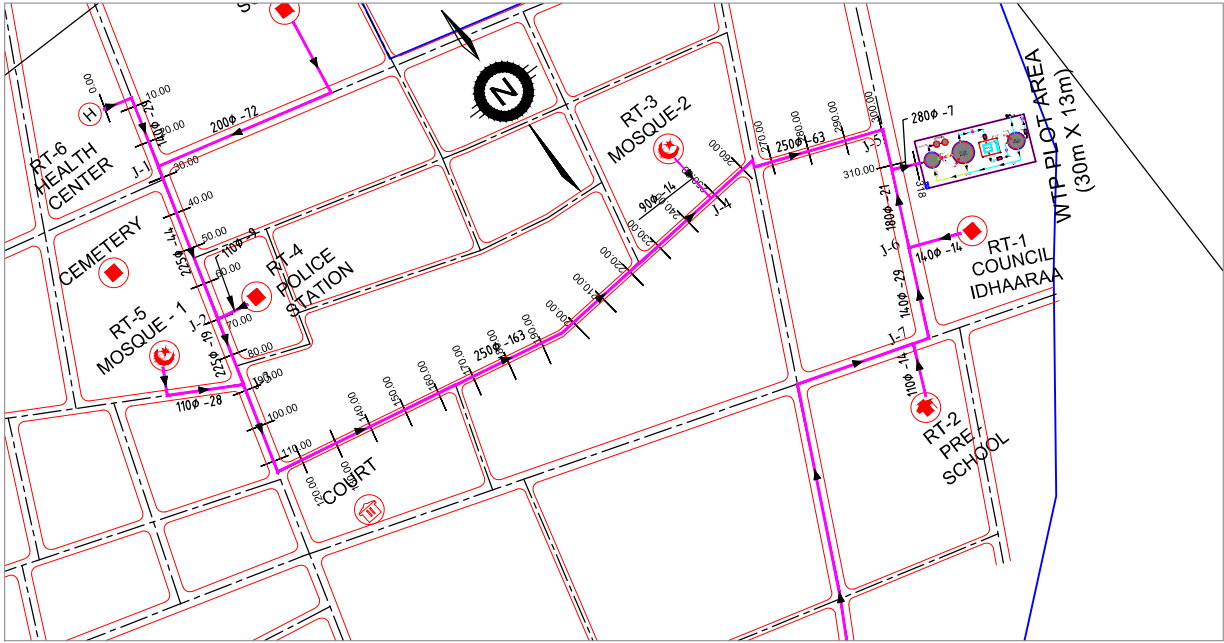 0.00
H
10.00
140Φ -29
20.00
200Φ -72
J-1
30.00
RT-6
HEALTH
CENTER
40.00
225Φ -44
50.00
110Φ -9
60.00
CEMETERY
RT-4
POLICE
STATION
RT-5
MOSQUE - 1
J-2
70.00
225Φ -19
80.00
J-3
90.00
110Φ -28
100.00
110.00
120.00
COURT
140.00
150.00
160.00
170.00
250Φ -163
190.00
200.00
210.00
220.00
230.00
240.00
J-4
90Φ -14
260.00
RT-3
MOSQUE-2
N
270.00
250Φ -63
280.00
290.00
300.00
J-5
280Φ -7
310.00
318
180Φ -21
WTP PLOT AREA
(30m X 13m)
J-6
140Φ -14
RT-1
COUNCIL
IDHAARAA
140Φ -29
J-7
110Φ -14
RT-2
PRE -
SCHOOL